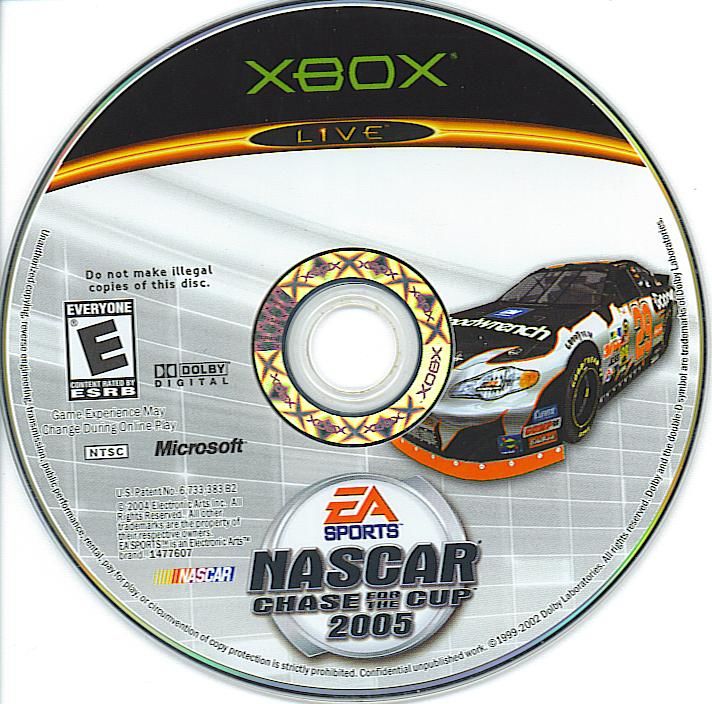 XBOX
LIVE
Do not make illegal
copies of this disc.
EVERYONE
E
CONTENT RATED BY
ESRB
DOLBY
DIGITAL
Game Experience May
Change During Online Play
NTSC
Microsoft
U.S. Patent No. 6,733,383 B2
© 2004 Electronic Arts Inc. All
Rights Reserved. All other
trademarks are the property of
their respective owners.
EA SPORTS™ is an Electronic Arts™
brand. 1477607
NASCAR
XBOX
Goodwrench
29
GOODYEAR
EA
SPORTS™
NASCAR
CHASE FOR THE CUP™
2005
Unauthorized copying, reverse engineering, transmission, public performance, rental, pay for play, or circumvention of copy protection is strictly prohibited. Confidential unpublished work. ©1999-2002 Dolby Laboratories. All rights reserved. Dolby and the double-D symbol are trademarks of Dolby Laboratories.